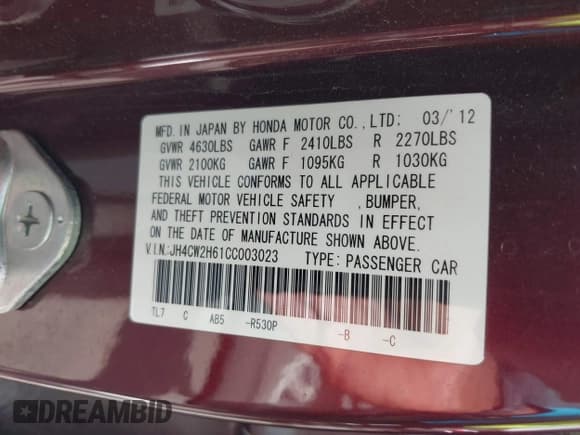 MFD. IN JAPAN BY HONDA MOTOR CO.,LTD: 03/'12
GVWR 4630LBS GAWR F 2410LBS R 2270LBS
GVWR 2100KG GAWR F 1095KG R 1030KG
THIS VEHICLE CONFORMS TO ALL APPLICABLE
FEDERAL MOTOR VEHICLE SAFETY ,BUMPER,
AND THEFT PREVENTION STANDARDS IN EFFECT
ON THE DATE OF MANUFACTURE SHOWN ABOVE.
V.I.N.:JH4CW2H61CC003023 TYPE: PASSENGER CAR
TL7 C AB5 -R530P -B -C
DREAMBID